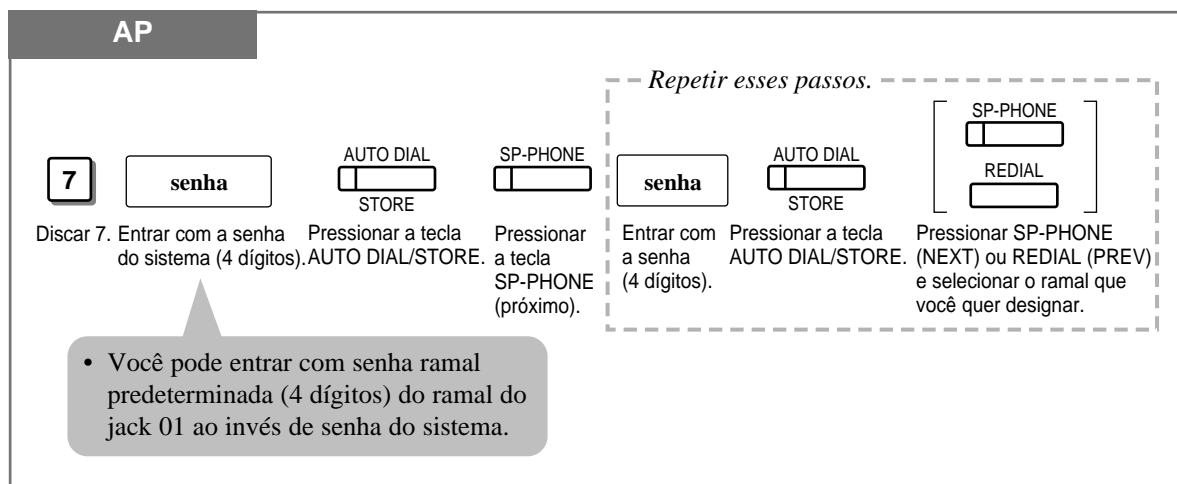 AP
Repetir esses passos.
7
senha
AUTO DIAL
STORE
SP-PHONE
senha
AUTO DIAL
STORE
SP-PHONE
REDIAL
Discar 7.
Entrar com a senha
do sistema (4 dígitos).
Pressionar a tecla
AUTO DIAL/STORE.
Pressionar
a tecla
SP-PHONE
(próximo).
Entrar com
a senha
(4 dígitos).
Pressionar a tecla
AUTO DIAL/STORE.
Pressionar SP-PHONE
(NEXT) ou REDIAL (PREV)
e selecionar o ramal que
você quer designar.
• Você pode entrar com senha ramal
predeterminada (4 dígitos) do ramal do
jack 01 ao invés de senha do sistema.